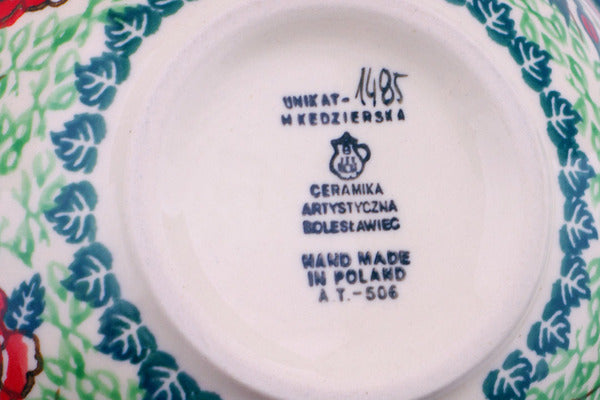 UNIKAT-1485
M KEDZIERSKA
CERAMIKA
ARTYSTYCZNA
BOLESŁAWIEC
HAND MADE
IN POLAND
A.T.-506